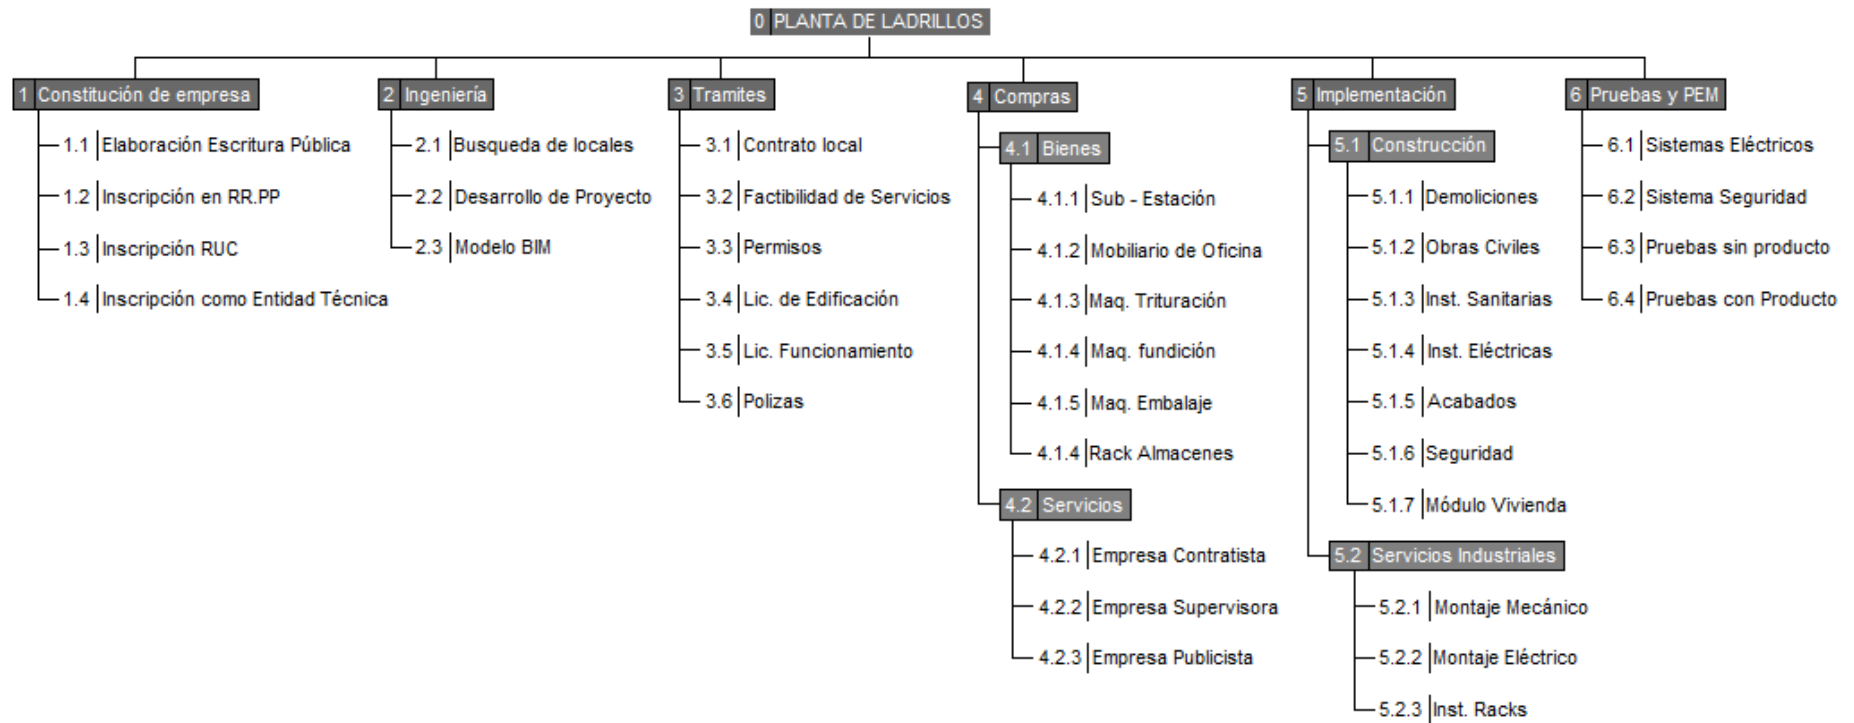 0 PLANTA DE LADRILLOS
1 Constitución de empresa
1.1 Elaboración Escritura Pública
1.2 Inscripción en RR.PP
1.3 Inscripción RUC
1.4 Inscripción como Entidad Técnica
2 Ingeniería
2.1 Busqueda de locales
2.2 Desarrollo de Proyecto
2.3 Modelo BIM
3 Tramites
3.1 Contrato local
3.2 Factibilidad de Servicios
3.3 Permisos
3.4 Lic. de Edificación
3.5 Lic. Funcionamiento
3.6 Polizas
4 Compras
4.1 Bienes
4.1.1 Sub - Estación
4.1.2 Mobiliario de Oficina
4.1.3 Maq. Trituración
4.1.4 Maq. fundición
4.1.5 Maq. Embalaje
4.1.4 Rack Almacenes
4.2 Servicios
4.2.1 Empresa Contratista
4.2.2 Empresa Supervisora
4.2.3 Empresa Publicista
5 Implementación
5.1 Construcción
5.1.1 Demoliciones
5.1.2 Obras Civiles
5.1.3 Inst. Sanitarias
5.1.4 Inst. Eléctricas
5.1.5 Acabados
5.1.6 Seguridad
5.1.7 Módulo Vivienda
5.2 Servicios Industriales
5.2.1 Montaje Mecánico
5.2.2 Montaje Eléctrico
5.2.3 Inst. Racks
6 Pruebas y PEM
6.1 Sistemas Eléctricos
6.2 Sistema Seguridad
6.3 Pruebas sin producto
6.4 Pruebas con Producto